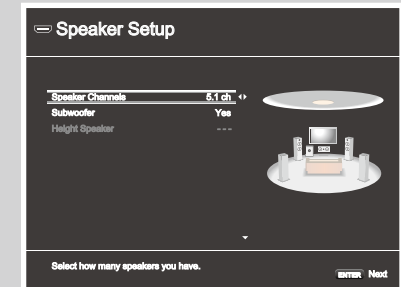 Speaker Setup
Speaker Channels 5.1 ch
Subwoofer Yes
Height Speaker ---
Select how many speakers you have.
ENTER Next